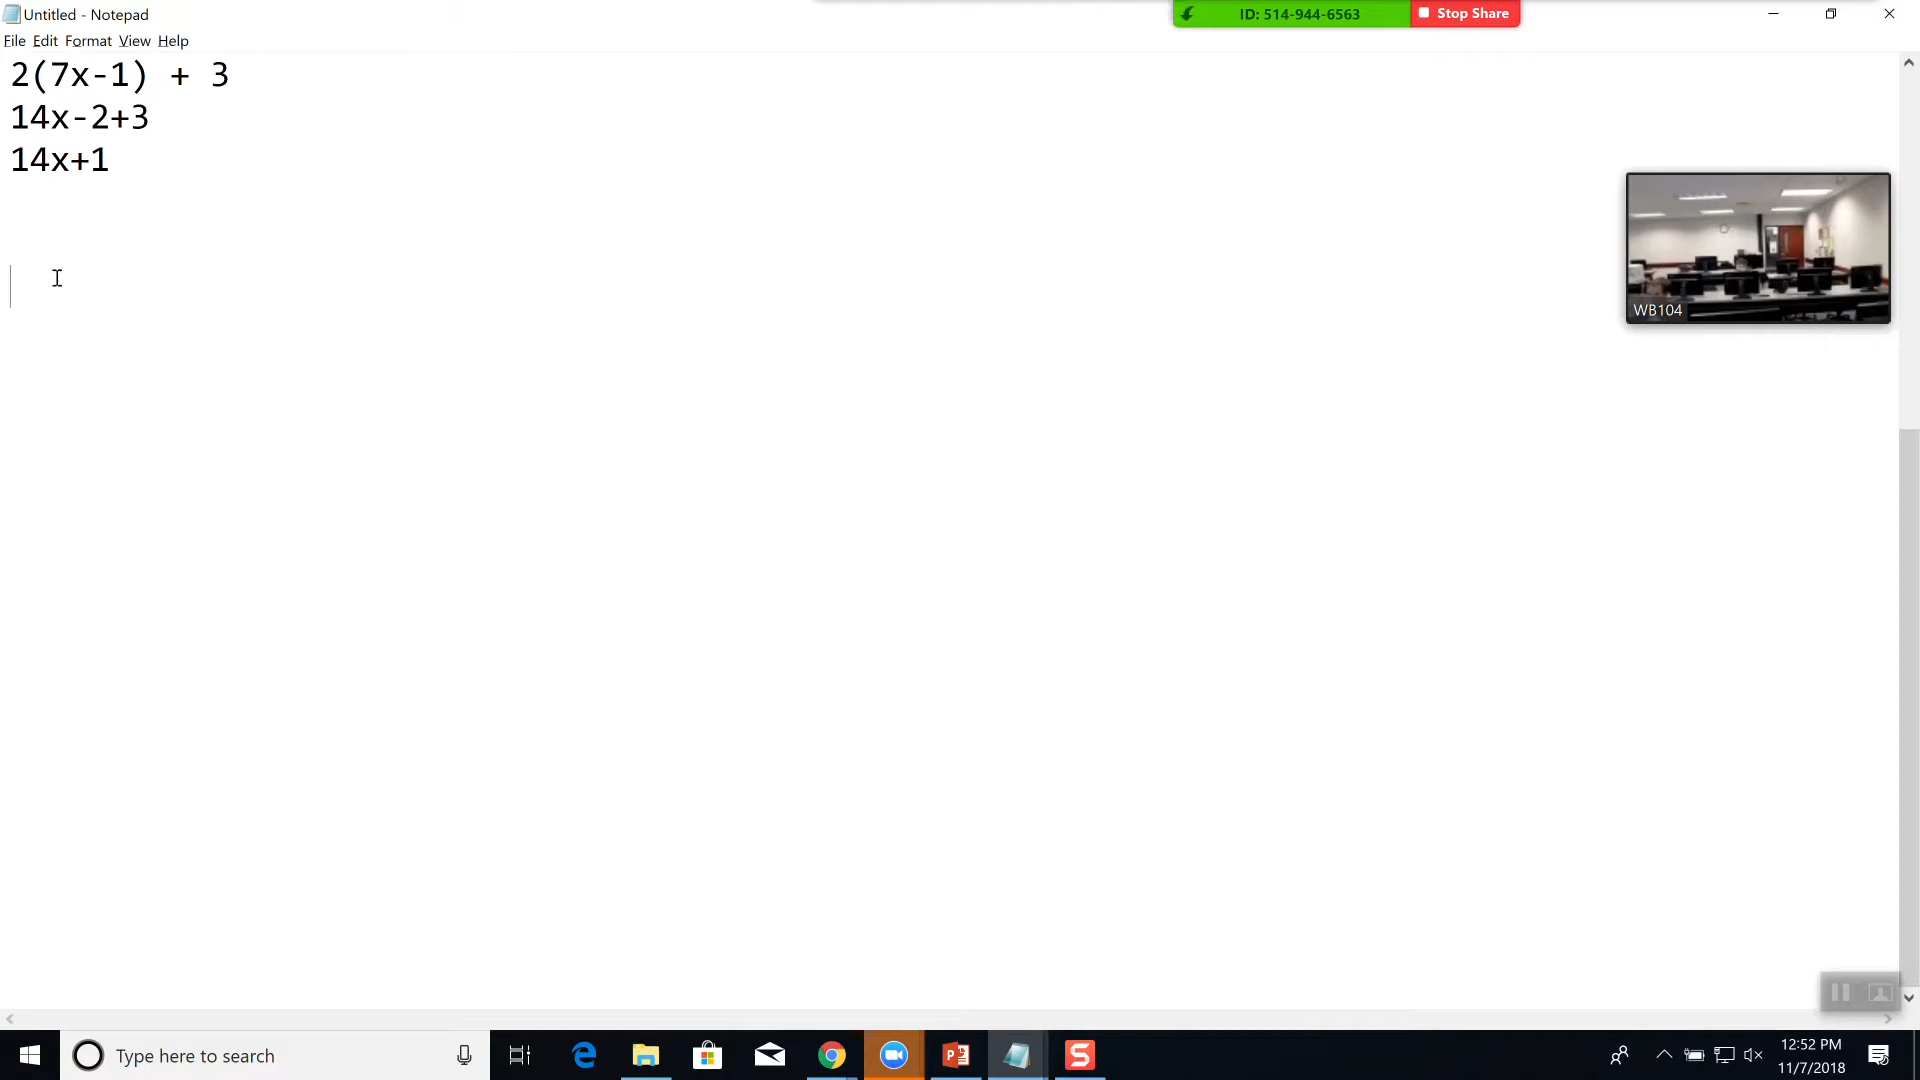 Untitled - Notepad
ID: 514-944-6563
Stop Share
File Edit Format View Help
2(7x-1) + 3
14x-2+3
14x+1
WB104
Type here to search
12:52 PM
11/7/2018